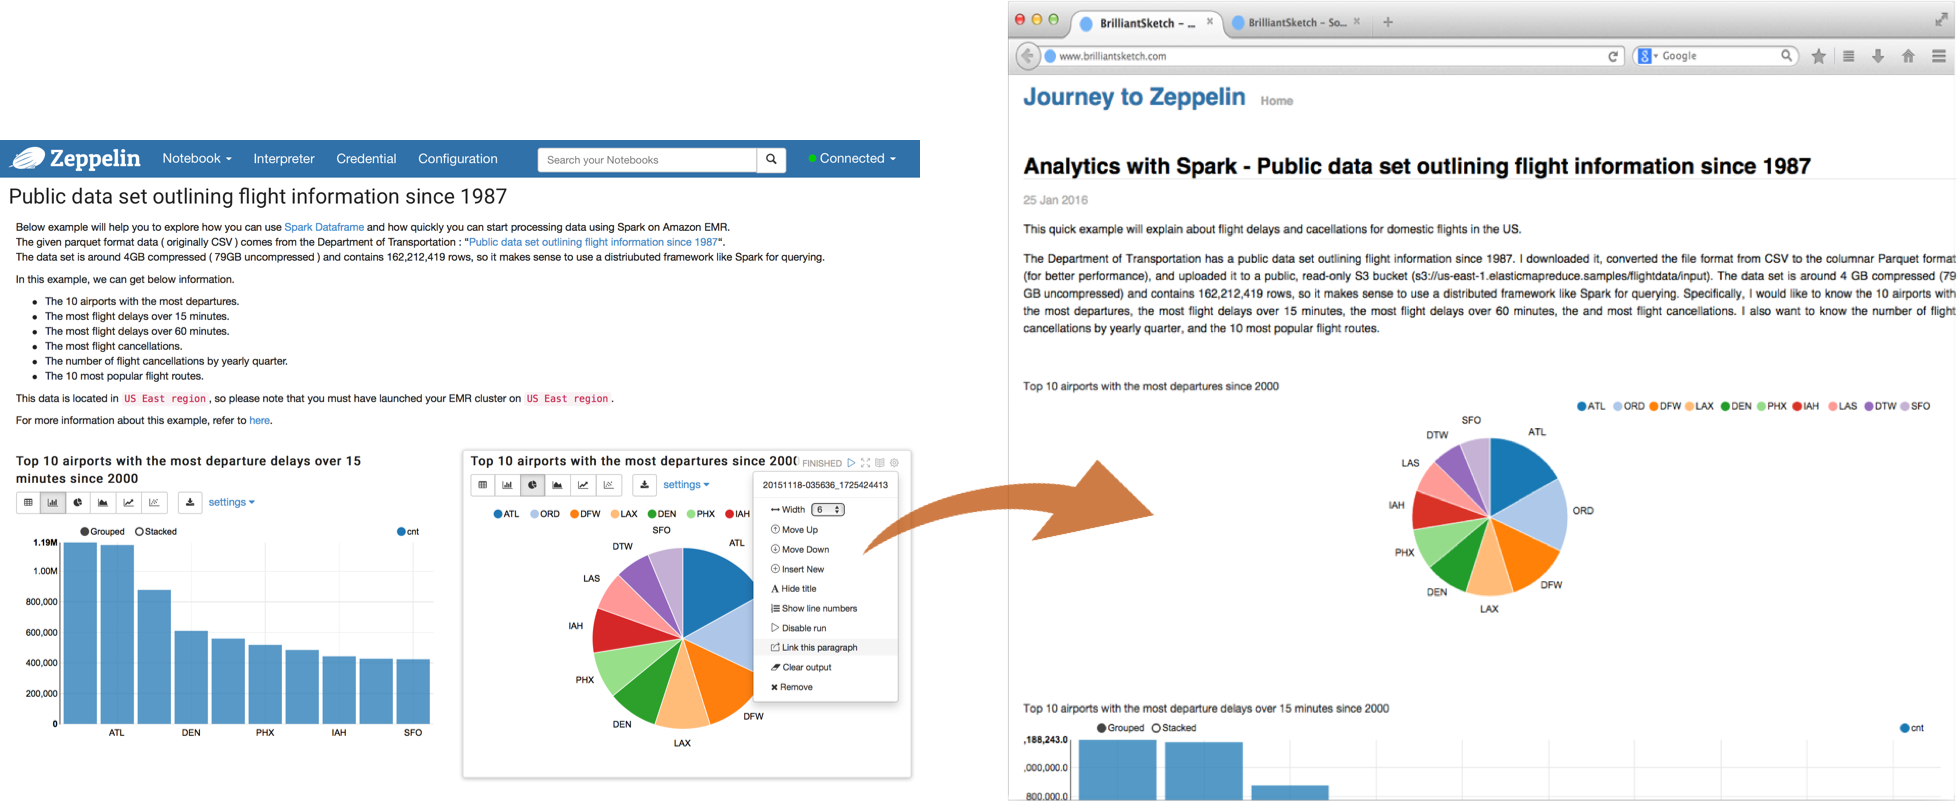 Zeppelin Notebook Interpreter Credential Configuration Search your Notebooks Connected
Public data set outlining flight information since 1987
Below example will help you to explore how you can use Spark Dataframe and how quickly you can start processing data using Spark on Amazon EMR.
The given parquet format data ( originally CSV ) comes from the Department of Transportation : "Public data set outlining flight information since 1987".
The data set is around 4GB compressed ( 79GB uncompressed ) and contains 162,212,419 rows, so it makes sense to use a distriubuted framework like Spark for querying.
In this example, we can get below information.
The 10 airports with the most departures.
The most flight delays over 15 minutes.
The most flight delays over 60 minutes.
The most flight cancellations.
The number of flight cancellations by yearly quarter.
The 10 most popular flight routes.
This data is located in US East region , so please note that you must have launched your EMR cluster on US East region .
For more information about this example, refer to here.
Top 10 airports with the most departure delays over 15
minutes since 2000
settings
Grouped Stacked cnt
1.19M
1.00M
800,000
600,000
400,000
200,000
0
ATL DEN PHX IAH SFO
Top 10 airports with the most departures since 2000 FINISHED
settings
ATL ORD DFW LAX DEN PHX IAH
SFO
DTW ATL
LAS
IAH
PHX
DEN DFW
LAX
20151118-035636_1725424413
Width 6
Move Up
Move Down
Insert New
A Hide title
Show line numbers
Disable run
Link this paragraph
Clear output
Remove
BrilliantSketch – ... BrilliantSketch – So...
www.brilliantsketch.com 8 Google
Journey to Zeppelin Home
Analytics with Spark - Public data set outlining flight information since 1987
25 Jan 2016
This quick example will explain about flight delays and cacellations for domestic flights in the US.
The Department of Transportation has a public data set outlining flight information since 1987. I downloaded it, converted the file format from CSV to the columnar Parquet format
(for better performance), and uploaded it to a public, read-only S3 bucket (s3://us-east-1.elasticmapreduce.samples/flightdata/input). The data set is around 4 GB compressed (79
GB uncompressed) and contains 162,212,419 rows, so it makes sense to use a distributed framework like Spark for querying. Specifically, I would like to know the 10 airports with
the most departures, the most flight delays over 15 minutes, the most flight delays over 60 minutes, the and most flight cancellations. I also want to know the number of flight
cancellations by yearly quarter, and the 10 most popular flight routes.
Top 10 airports with the most departures since 2000
ATL ORD DFW LAX DEN PHX IAH LAS DTW SFO
SFO
DTW ATL
LAS
IAH ORD
PHX
DEN DFW
LAX
Top 10 airports with the most departure delays over 15 minutes since 2000
Grouped Stacked cnt
,188,243.0
,000,000.0
800,000.0